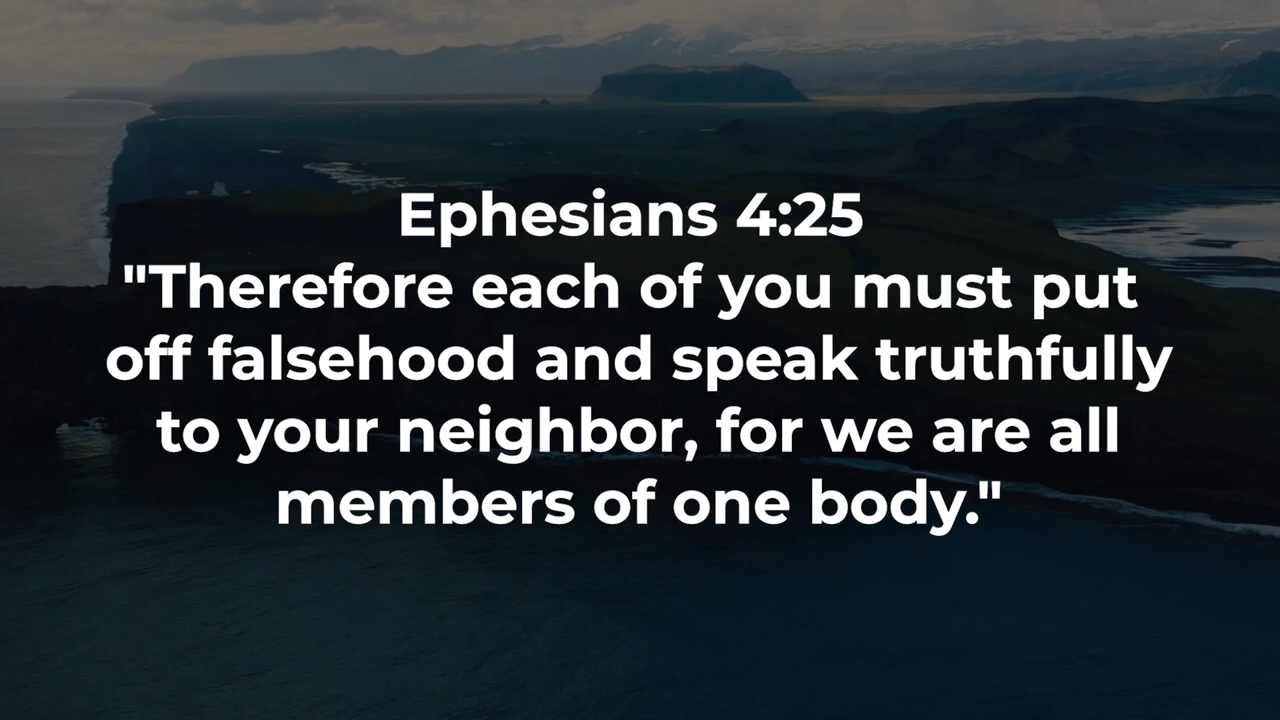 Ephesians 4:25
"Therefore each of you must put
off falsehood and speak truthfully
to your neighbor, for we are all
members of one body."